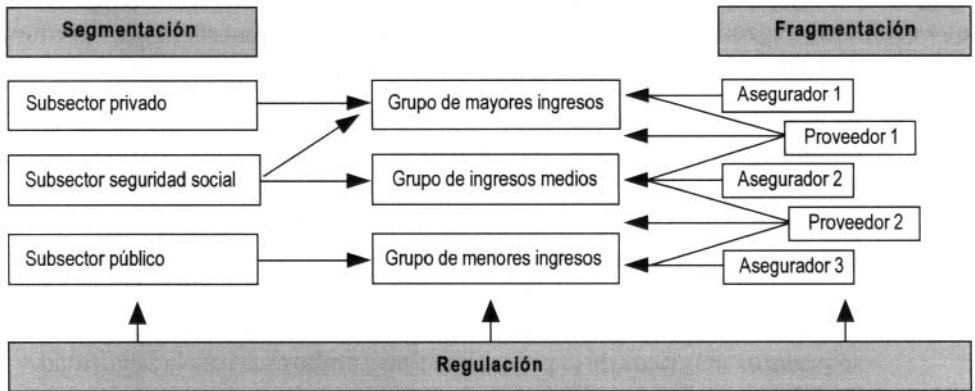 Segmentación
Fragmentación
Subsector privado
Grupo de mayores ingresos
Asegurador 1
Proveedor 1
Subsector seguridad social
Grupo de ingresos medios
Asegurador 2
Proveedor 2
Subsector público
Grupo de menores ingresos
Asegurador 3
Regulación